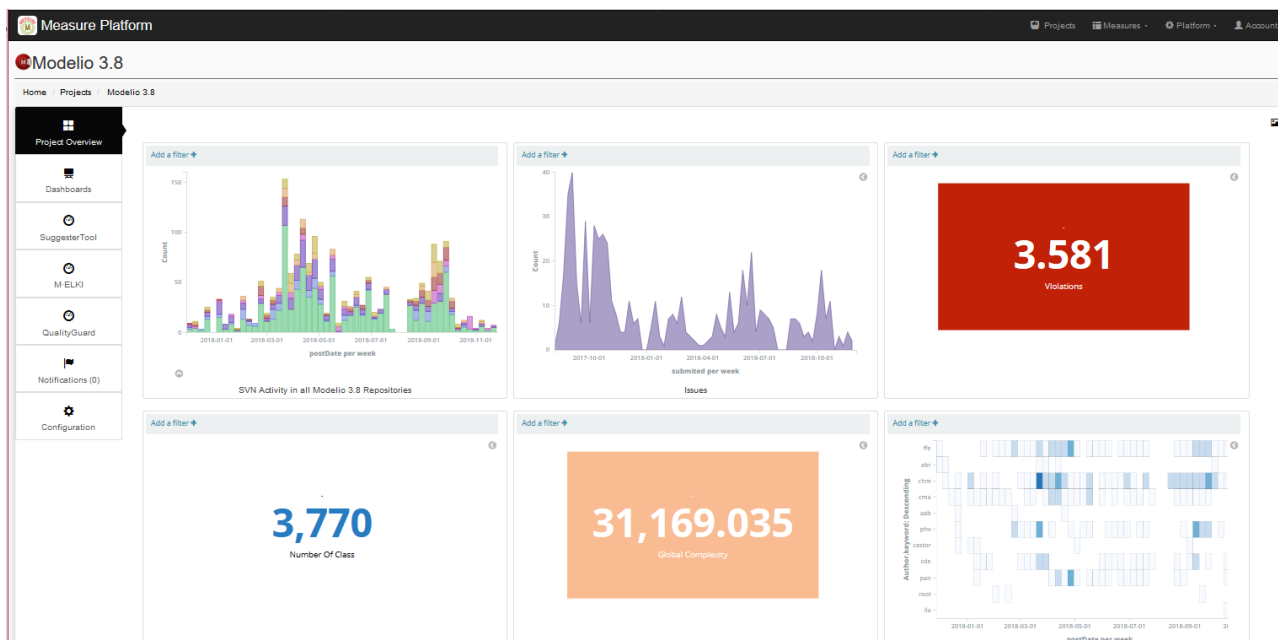 Measure Platform
Projects Measures Platform Account
Modelio 3.8
Home / Projects / Modelio 3.8
Project Overview
Dashboards
SuggesterTool
M-ELKI
QualityGuard
Notifications (0)
Configuration
Add a filter +
150
100
50
0
Count
2018-01-01 2018-03-01 2018-05-01 2018-07-01 2018-09-01 2018-11-01
postDate per week
SVN Activity in all Modelio 3.8 Repositories
Add a filter +
40
30
20
10
0
Count
2017-10-01 2018-01-01 2018-04-01 2018-07-01 2018-10-01
submited per week
Issues
Add a filter +
3.581
Violations
Add a filter +
3,770
Number Of Class
Add a filter +
31,169.035
Global Complexity
Add a filter +
Author.keyword: Descending
ffe
ebr
chm
cma
aab
phv
castor
cde
pan
root
lla
2018-01-01 2018-03-01 2018-05-01 2018-07-01 2018-09-01
postDate per week